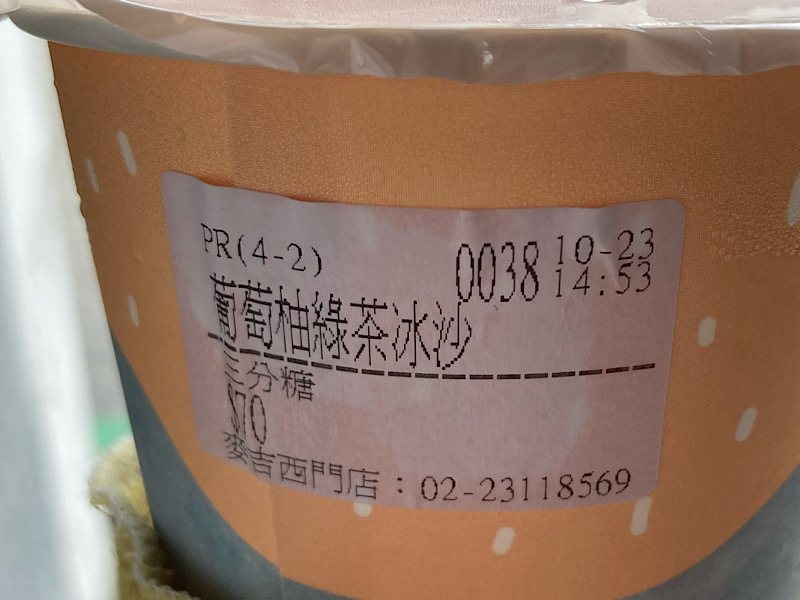 PR(4-2) 0038 10-23
14:53
葡萄柚綠茶冰沙
三分糖
$70
麥吉西門店：02-23118569